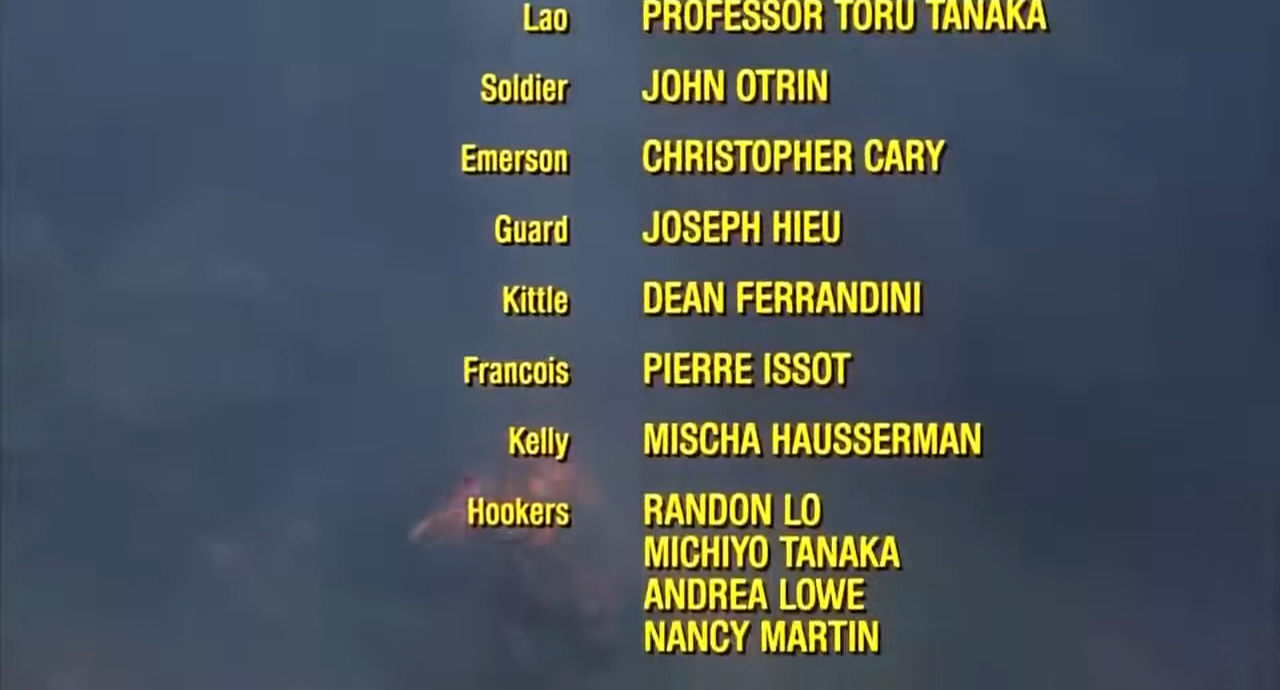 Lao PROFESSOR TORU TANAKA
Soldier JOHN OTRIN
Emerson CHRISTOPHER CARY
Guard JOSEPH HIEU
Kittle DEAN FERRANDINI
Francois PIERRE ISSOT
Kelly MISCHA HAUSSERMAN
Hookers RANDON LO
MICHIYO TANAKA
ANDREA LOWE
NANCY MARTIN